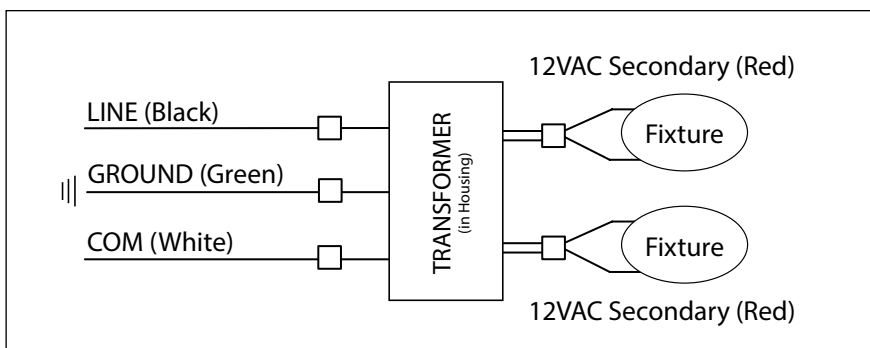 12VAC Secondary (Red)
LINE (Black)
Fixture
GROUND (Green)
TRANSFORMER
(in Housing)
COM (White)
Fixture
12VAC Secondary (Red)